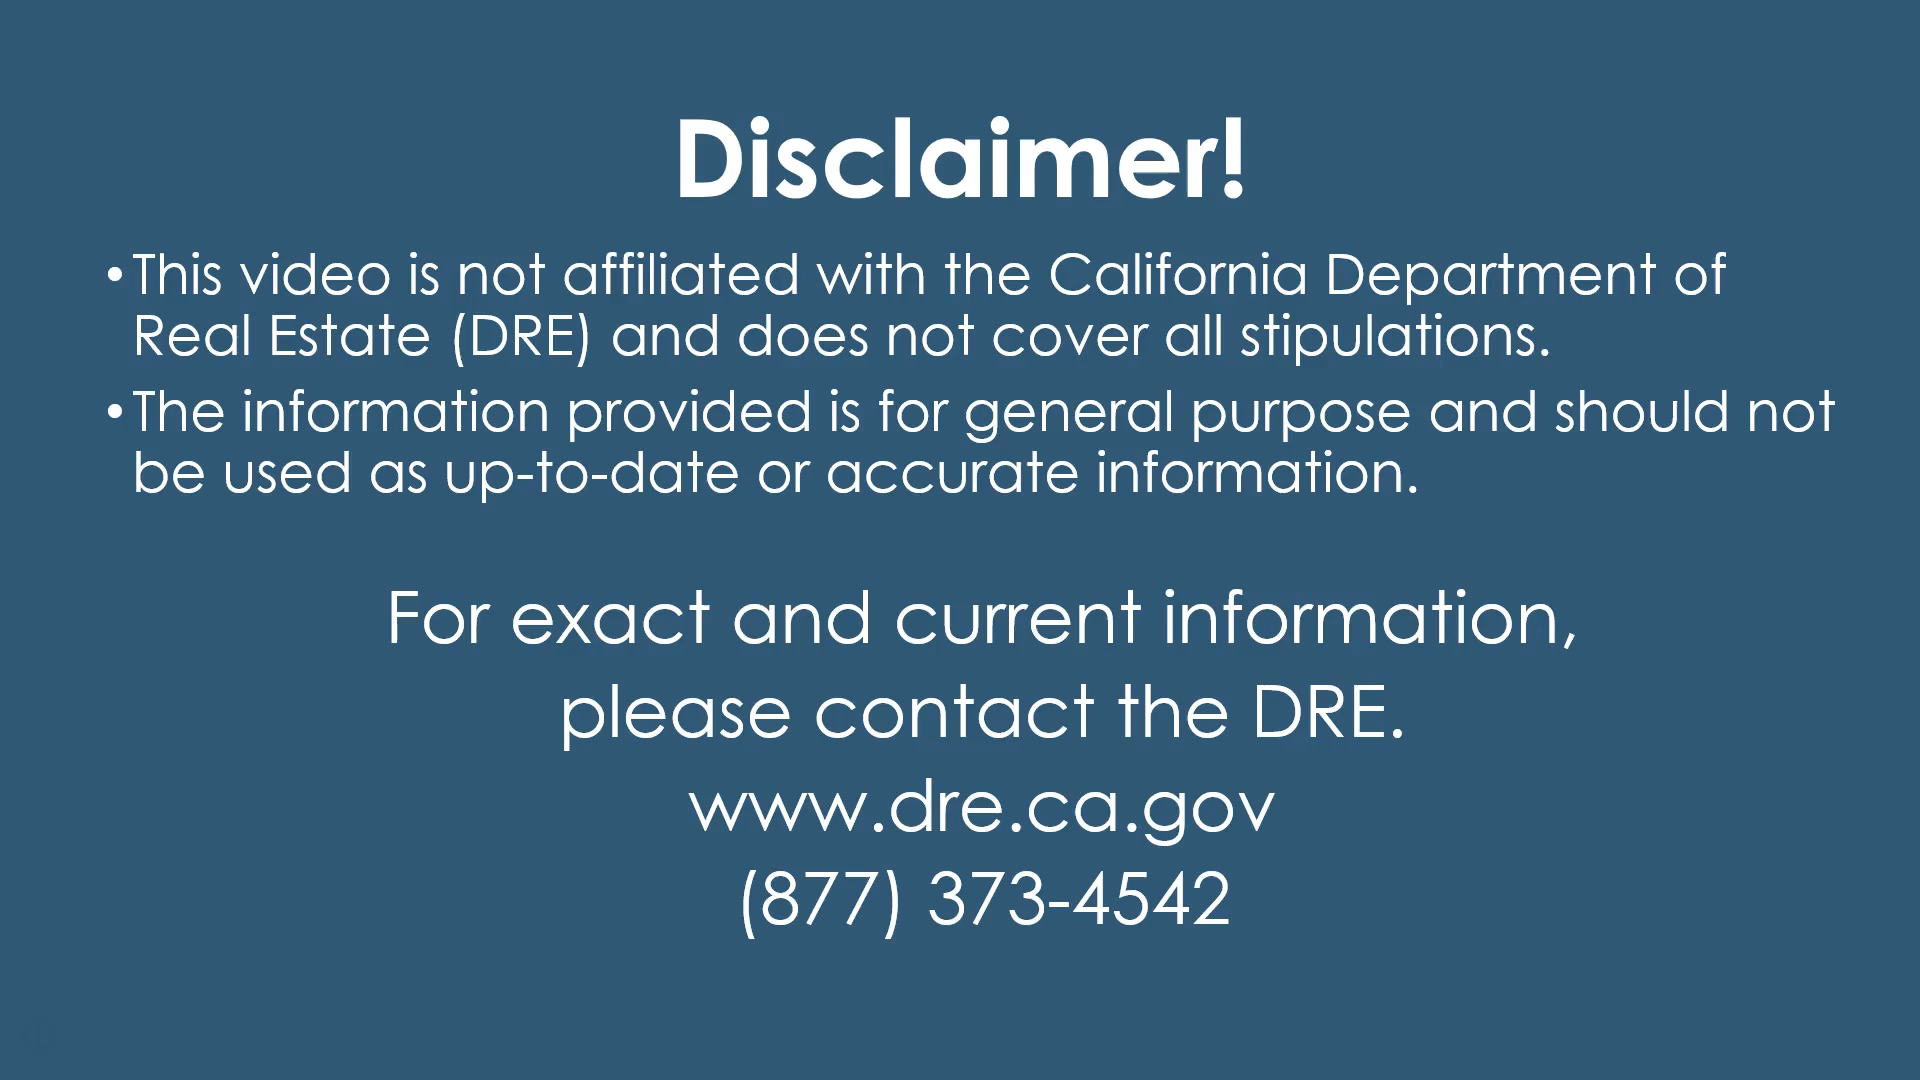 Disclaimer!
• This video is not affiliated with the California Department of
Real Estate (DRE) and does not cover all stipulations.
• The information provided is for general purpose and should not
be used as up-to-date or accurate information.
For exact and current information,
please contact the DRE.
www.dre.ca.gov
(877) 373-4542